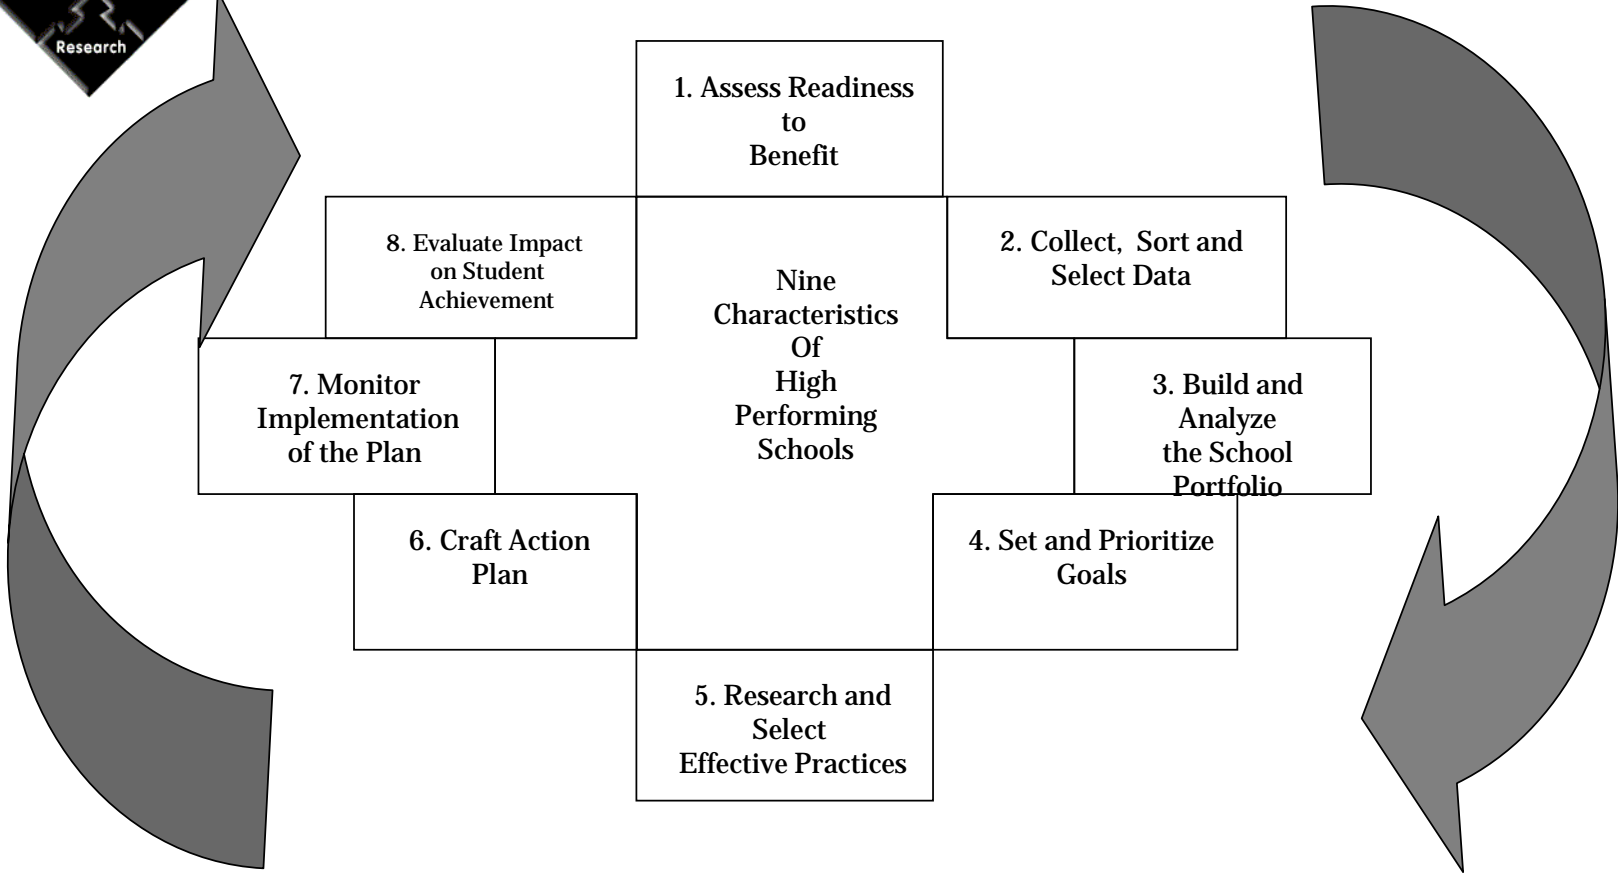 Research
1. Assess Readiness
to
Benefit
2. Collect, Sort and
Select Data
3. Build and
Analyze
the School
Portfolio
4. Set and Prioritize
Goals
5. Research and
Select
Effective Practices
6. Craft Action
Plan
7. Monitor
Implementation
of the Plan
8. Evaluate Impact
on Student
Achievement
Nine
Characteristics
Of
High
Performing
Schools